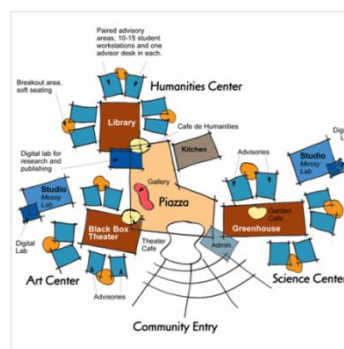 Paired advisory
areas, 10-15 student
workstations and one
advisor desk in each.
Breakout area,
soft seating
Humanities Center
Library
Cafe de Humanities
Digital lab for
research and
publishing
Kitchen
Advisories
Studio
Messy
Lab
Gallery
Piazza
Studio
Messy
Lab
Black Box
Theater
Garden
Cafe
Greenhouse
Digital
Lab
Theater
Cafe
Admin.
Art Center
Advisories
Science Center
Community Entry